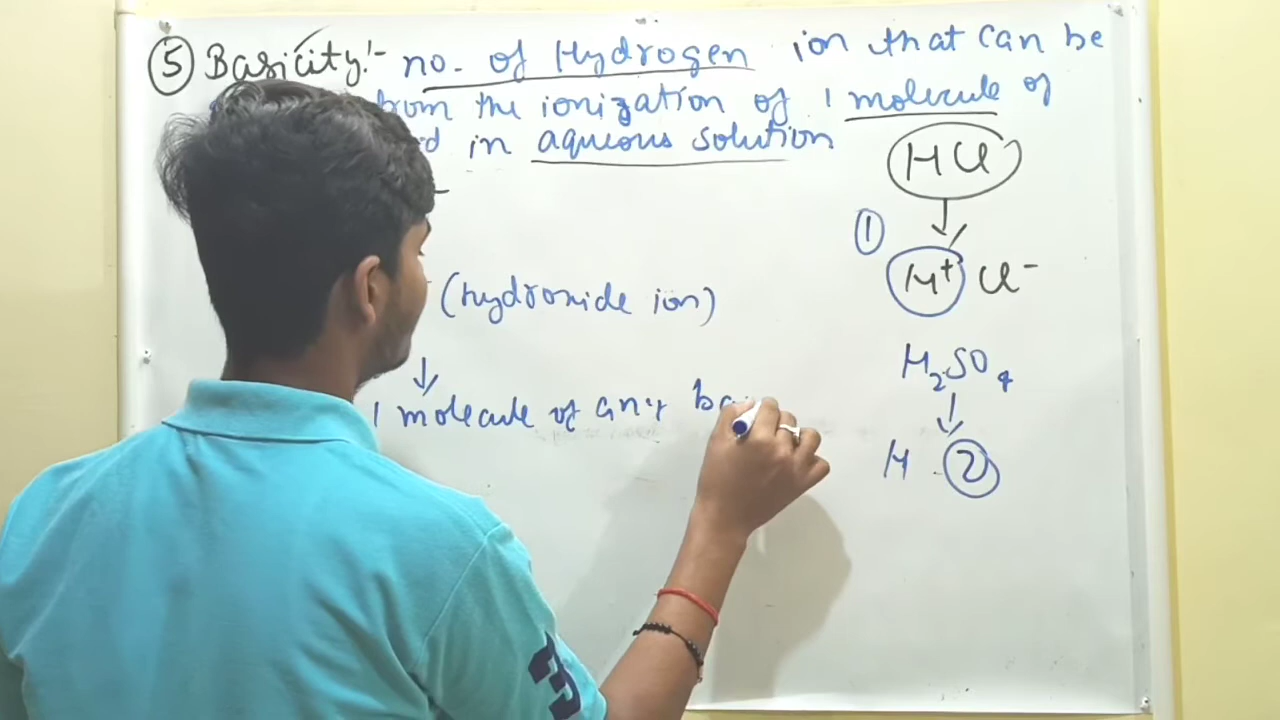 5 Basicity:- no. of Hydrogen ion that can be
from the ionization of 1 molecule of
in aqueous solution
HCl
1
H+ Cl-
(hydroxide ion)
H2SO4
1 molecule of any
H 2
3